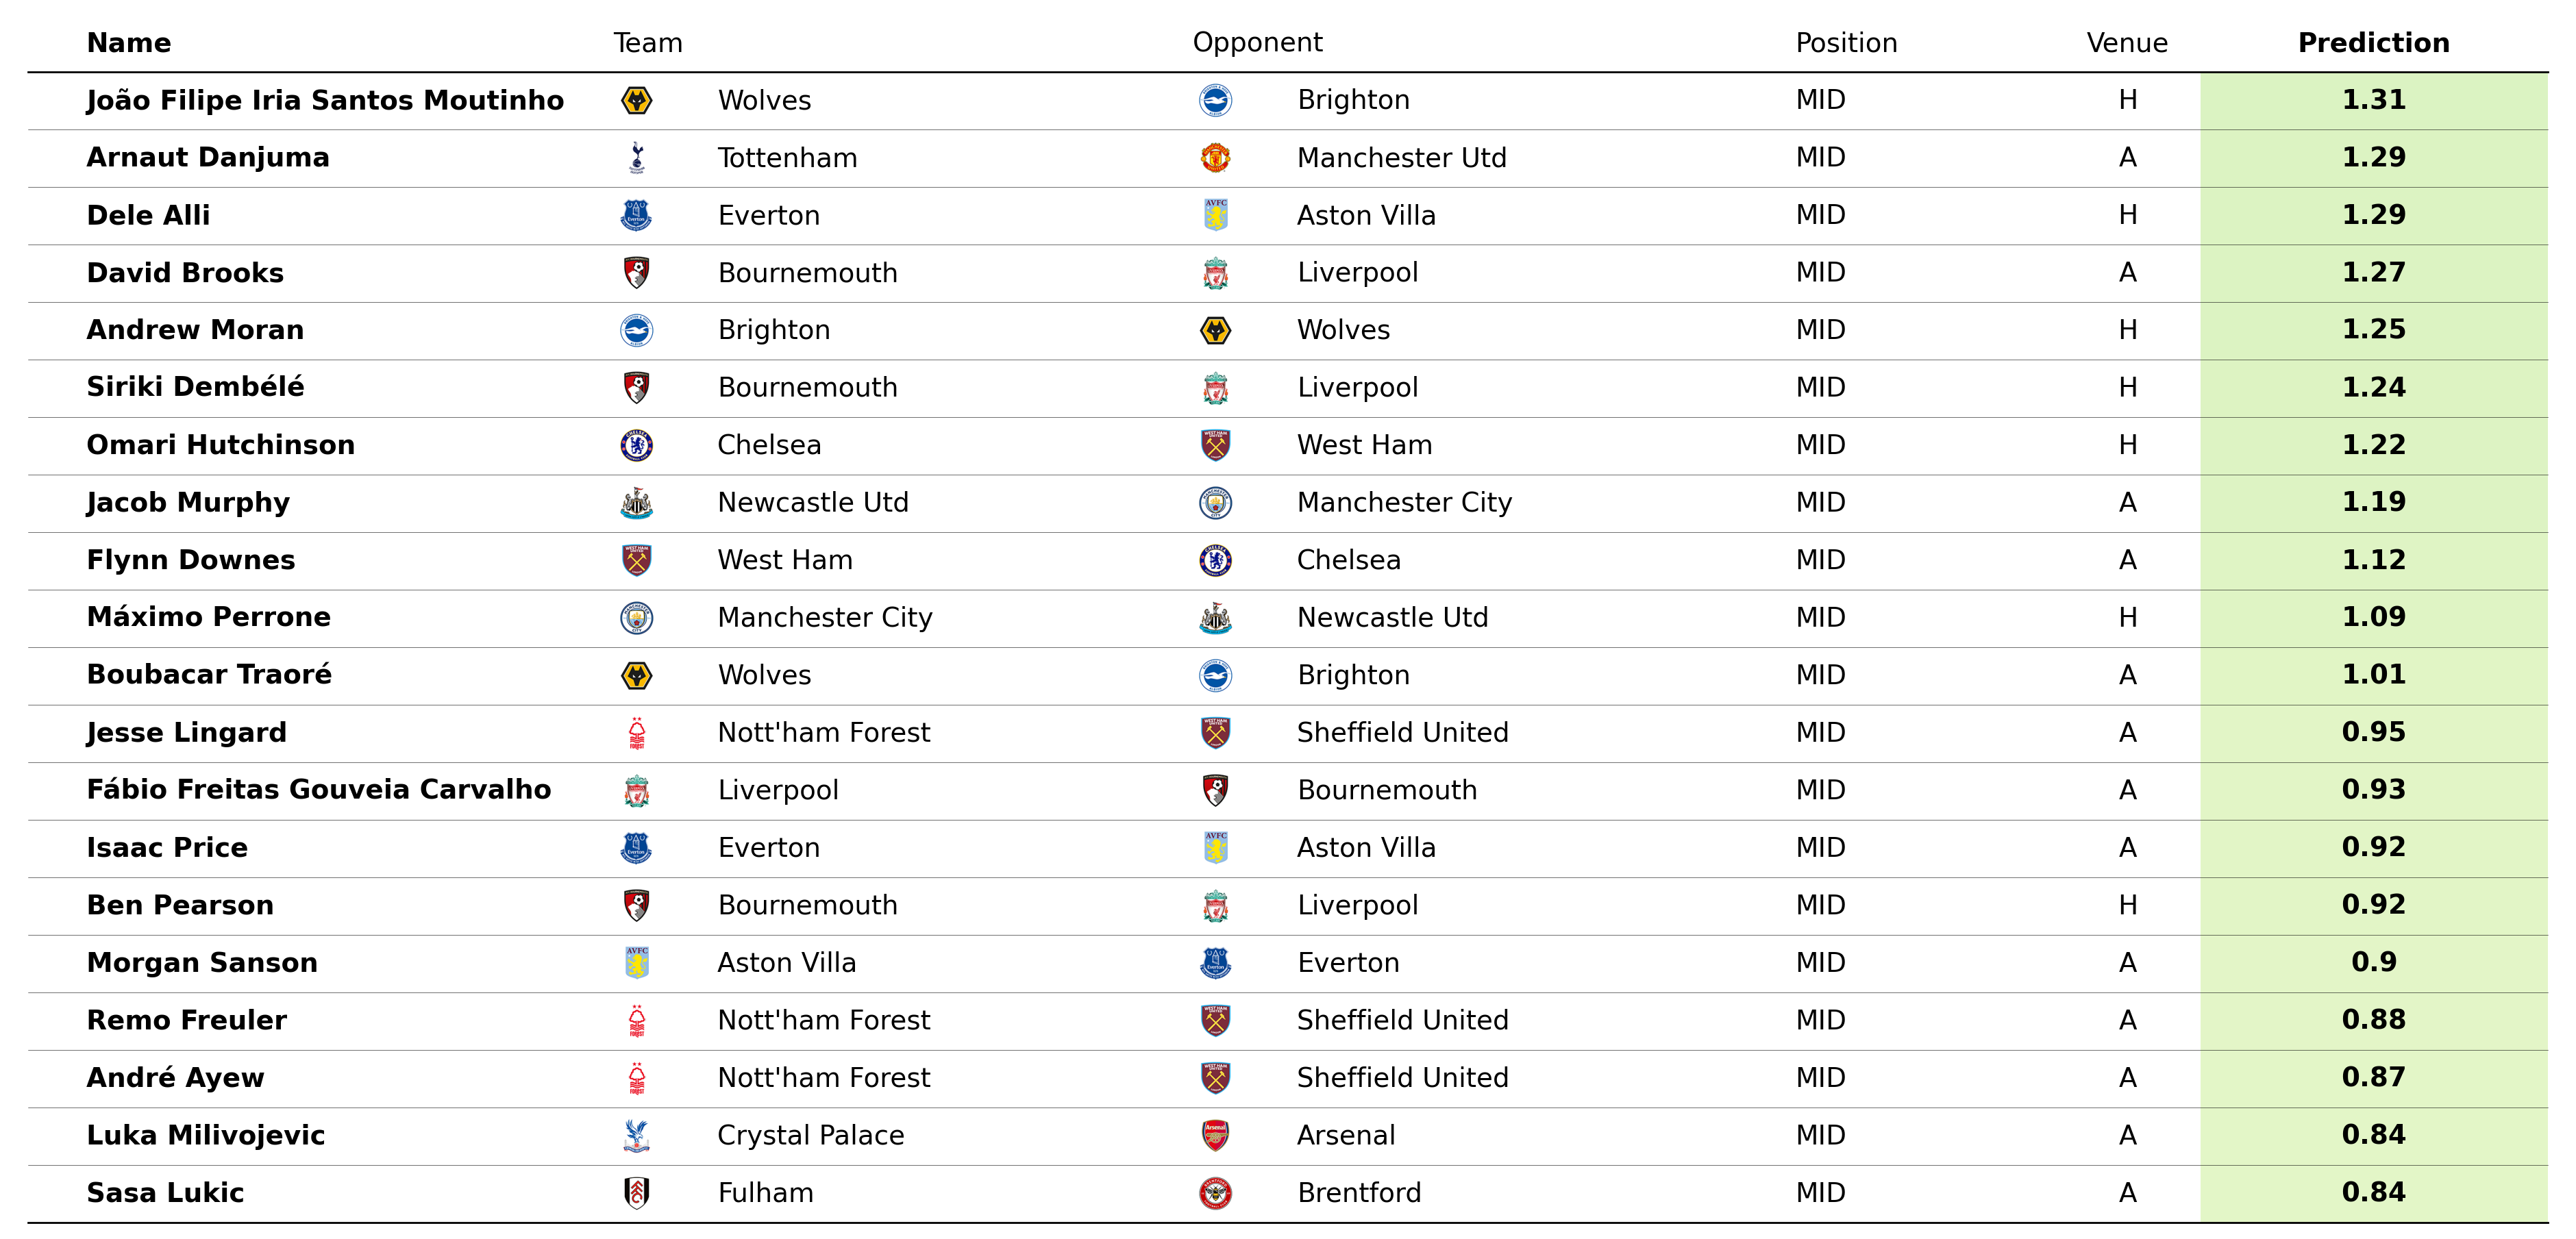 Name Team Opponent Position Venue Prediction
João Filipe Iria Santos Moutinho Wolves Brighton MID H 1.31
Arnaut Danjuma Tottenham Manchester Utd MID A 1.29
Dele Alli Everton Aston Villa MID H 1.29
David Brooks Bournemouth Liverpool MID A 1.27
Andrew Moran Brighton Wolves MID H 1.25
Siriki Dembélé Bournemouth Liverpool MID H 1.24
Omari Hutchinson Chelsea West Ham MID H 1.22
Jacob Murphy Newcastle Utd Manchester City MID A 1.19
Flynn Downes West Ham Chelsea MID A 1.12
Máximo Perrone Manchester City Newcastle Utd MID H 1.09
Boubacar Traoré Wolves Brighton MID A 1.01
Jesse Lingard Nott'ham Forest Sheffield United MID A 0.95
Fábio Freitas Gouveia Carvalho Liverpool Bournemouth MID A 0.93
Isaac Price Everton Aston Villa MID A 0.92
Ben Pearson Bournemouth Liverpool MID H 0.92
Morgan Sanson Aston Villa Everton MID A 0.9
Remo Freuler Nott'ham Forest Sheffield United MID A 0.88
André Ayew Nott'ham Forest Sheffield United MID A 0.87
Luka Milivojevic Crystal Palace Arsenal MID A 0.84
Sasa Lukic Fulham Brentford MID A 0.84